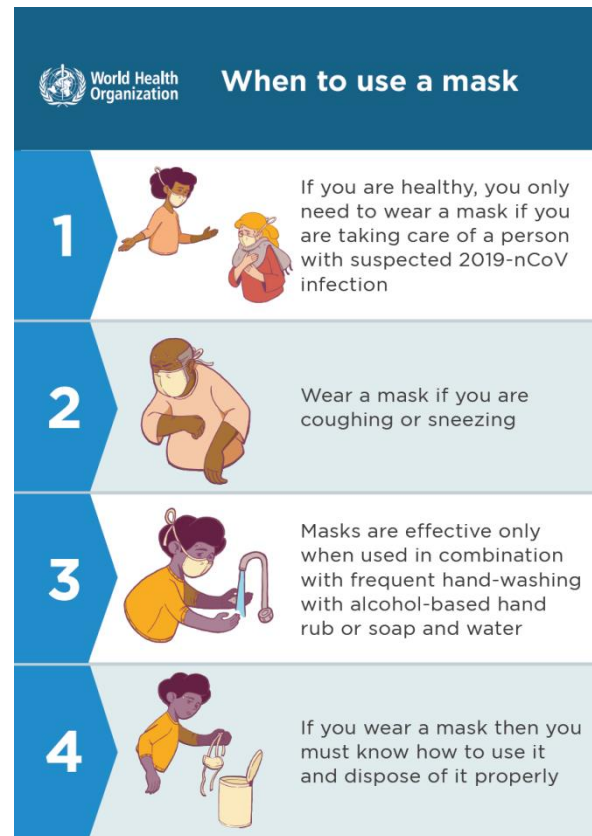 World Health
Organization
When to use a mask
1
If you are healthy, you only
need to wear a mask if you
are taking care of a person
with suspected 2019-nCoV
infection
2
Wear a mask if you are
coughing or sneezing
3
Masks are effective only
when used in combination
with frequent hand-washing
with alcohol-based hand
rub or soap and water
4
If you wear a mask then you
must know how to use it
and dispose of it properly